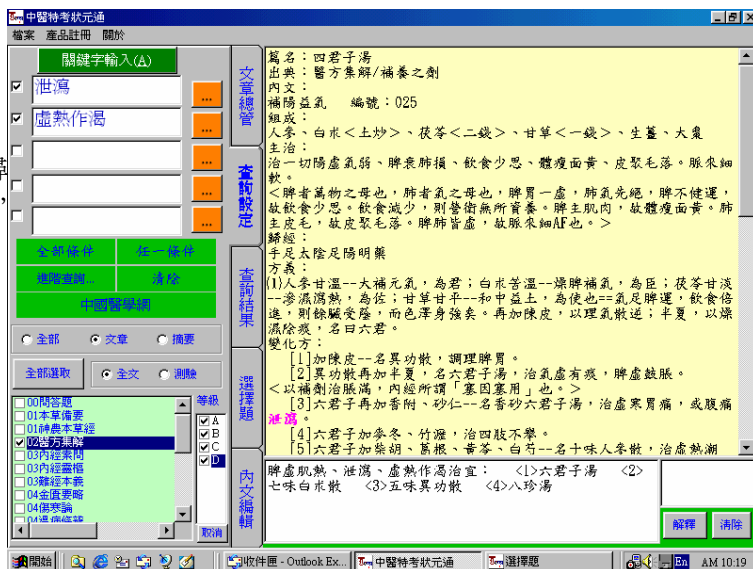 中醫特考狀元通
檔案 產品註冊 關於
關鍵字輸入(A)
泄瀉
...
虛熱作渴
...
...
...
...
全部條件 任一條件
進階查詢... 清除
中國醫學網
全部 文章 摘要
全部選取 全文 測驗
00問答題
01本草備要
01神農本草經
02醫方集解
03內經素問
03內經靈樞
03難經本義
04金匱要略
04傷寒論
等級
A
B
C
D
取消
文章總管
查詢設定
查詢結果
選擇題
內文編輯
篇名：四君子湯
出典：醫方集解/補養之劑
內文：
補陽益氣 編號：025
組成：
人參、白朮＜土炒＞、茯苓＜二錢＞、甘草＜一錢＞、生薑、大棗
主治：
治一切陽虛氣弱、脾衰肺損、飲食少思、體瘦面黃、皮聚毛落。脈來細
軟。
＜脾者萬物之母也，肺者氣之母也，脾胃一虛，肺氣先絕，脾不健運，
故飲食少思。飲食減少，則營衛無所資養。脾主肌肉，故體瘦面黃。肺
主皮毛，故皮聚毛落。脾肺皆虛，故脈來細AF也。＞
歸經：
手足太陰足陽明藥
方義：
(1)人參甘溫--大補元氣，為君；白朮苦溫--燥脾補氣，為臣；茯苓甘淡
--滲濕瀉熱，為佐；甘草甘平--和中益土，為使也==氣足脾運，飲食倍
進，則餘臟受蔭，而色澤身強矣。再加陳皮，以理氣散逆；半夏，以燥
濕除痰，名曰六君。
變化方：
[1]加陳皮--名異功散，調理脾胃。
[2]異功散再加半夏，名六君子湯，治氣虛有痰，脾虛鼓脹。
＜以補劑治脹滿，內經所謂「塞因塞用」也。＞
[3]六君子再加香附、砂仁--名香砂六君子湯，治虛寒胃痛，或腹痛
泄瀉。
[4]六君子加麥冬、竹瀝，治四肢不舉。
[5]六君子加柴胡、葛根、黃芩、白芍--名十味人參散，治虛熱潮
脾虛肌熱、泄瀉、虛熱作渴治宜： <1>六君子湯 <2>
七味白朮散 <3>五味異功散 <4>八珍湯
解釋 清除
開始 收件匣 - Outlook Ex... 中醫特考狀元通 選擇題 En AM 10:19